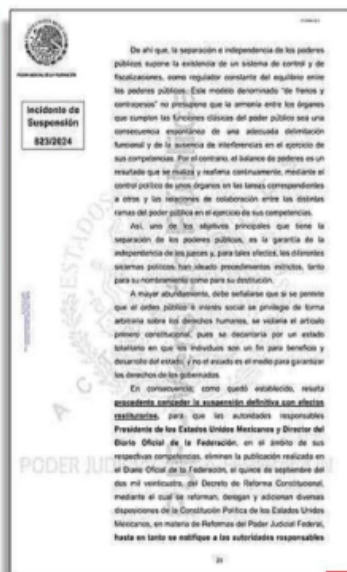 PODER JUDICIAL DE LA FEDERACIÓN
Incidente de
Suspensión
823/2024
De ahí que, la separación e independencia de los poderes
públicos supone la existencia de un sistema de control y de
fiscalizaciones, como regulador constante del equilibrio entre
los poderes públicos. Este modelo denominado "de frenos y
contrapesos" no presupone que la armonía entre los órganos
que cumplen las funciones clásicas del poder público sea una
consecuencia espontánea de una adecuada delimitación
funcional y de la ausencia de interferencias en el ejercicio de
sus competencias. Por el contrario, el balance de poderes es un
resultado que se realiza y reafirma continuamente, mediante el
control político de unos órganos en las tareas correspondientes
a otros y las relaciones de colaboración entre las distintas
ramas del poder público en el ejercicio de sus competencias.
Así, uno de los objetivos principales que tiene la
separación de los poderes públicos, es la garantía de la
independencia de los jueces y, para tales efectos, los diferentes
sistemas políticos han ideado procedimientos estrictos, tanto
para su nombramiento como para su destitución.
A mayor abundamiento, debe señalarse que si se permite
que el orden público e interés social se privilegie de forma
arbitraria sobre los derechos humanos, se violaría el artículo
primero constitucional, pues se decantaría por un estado
totalitario en que los individuos son un fin para beneficio y
desarrollo del estado, y no el estado es el medio para garantizar
los derechos de los gobernados.
En consecuencia, como quedó establecido, resulta
procedente conceder la suspensión definitiva con efectos
restitutorios, para que las autoridades responsables
Presidente de los Estados Unidos Mexicanos y Director del
Diario Oficial de la Federación, en el ámbito de sus
respectivas competencias, eliminen la publicación realizada en
el Diario Oficial de la Federación, el quince de septiembre del
dos mil veinticuatro, del Decreto de Reforma Constitucional,
mediante el cual se reforman, derogan y adicionan diversas
disposiciones de la Constitución Política de los Estados Unidos
Mexicanos, en materia de Reformas del Poder Judicial Federal,
hasta en tanto se notifique a las autoridades responsables